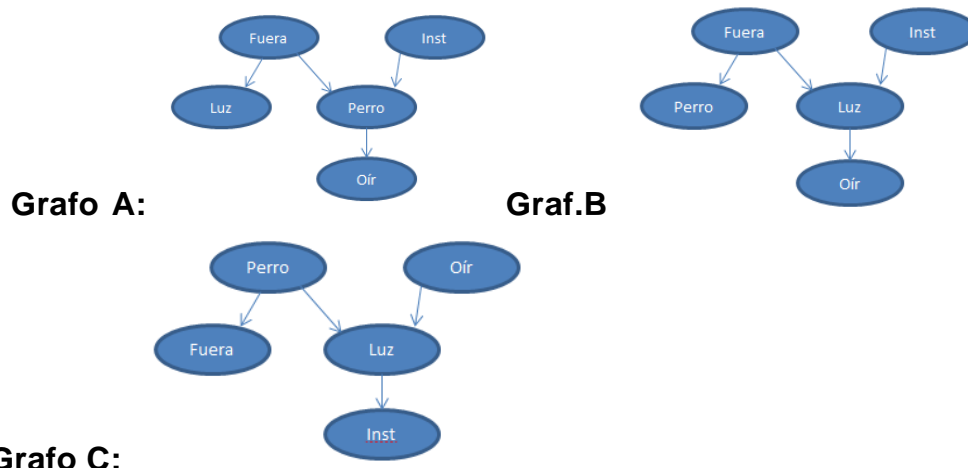 Fuera Inst Fuera Inst
Luz Perro Perro Luz
Oír Oír
Grafo A: Graf.B
Perro Oír
Fuera Luz
Inst
Grafo C: